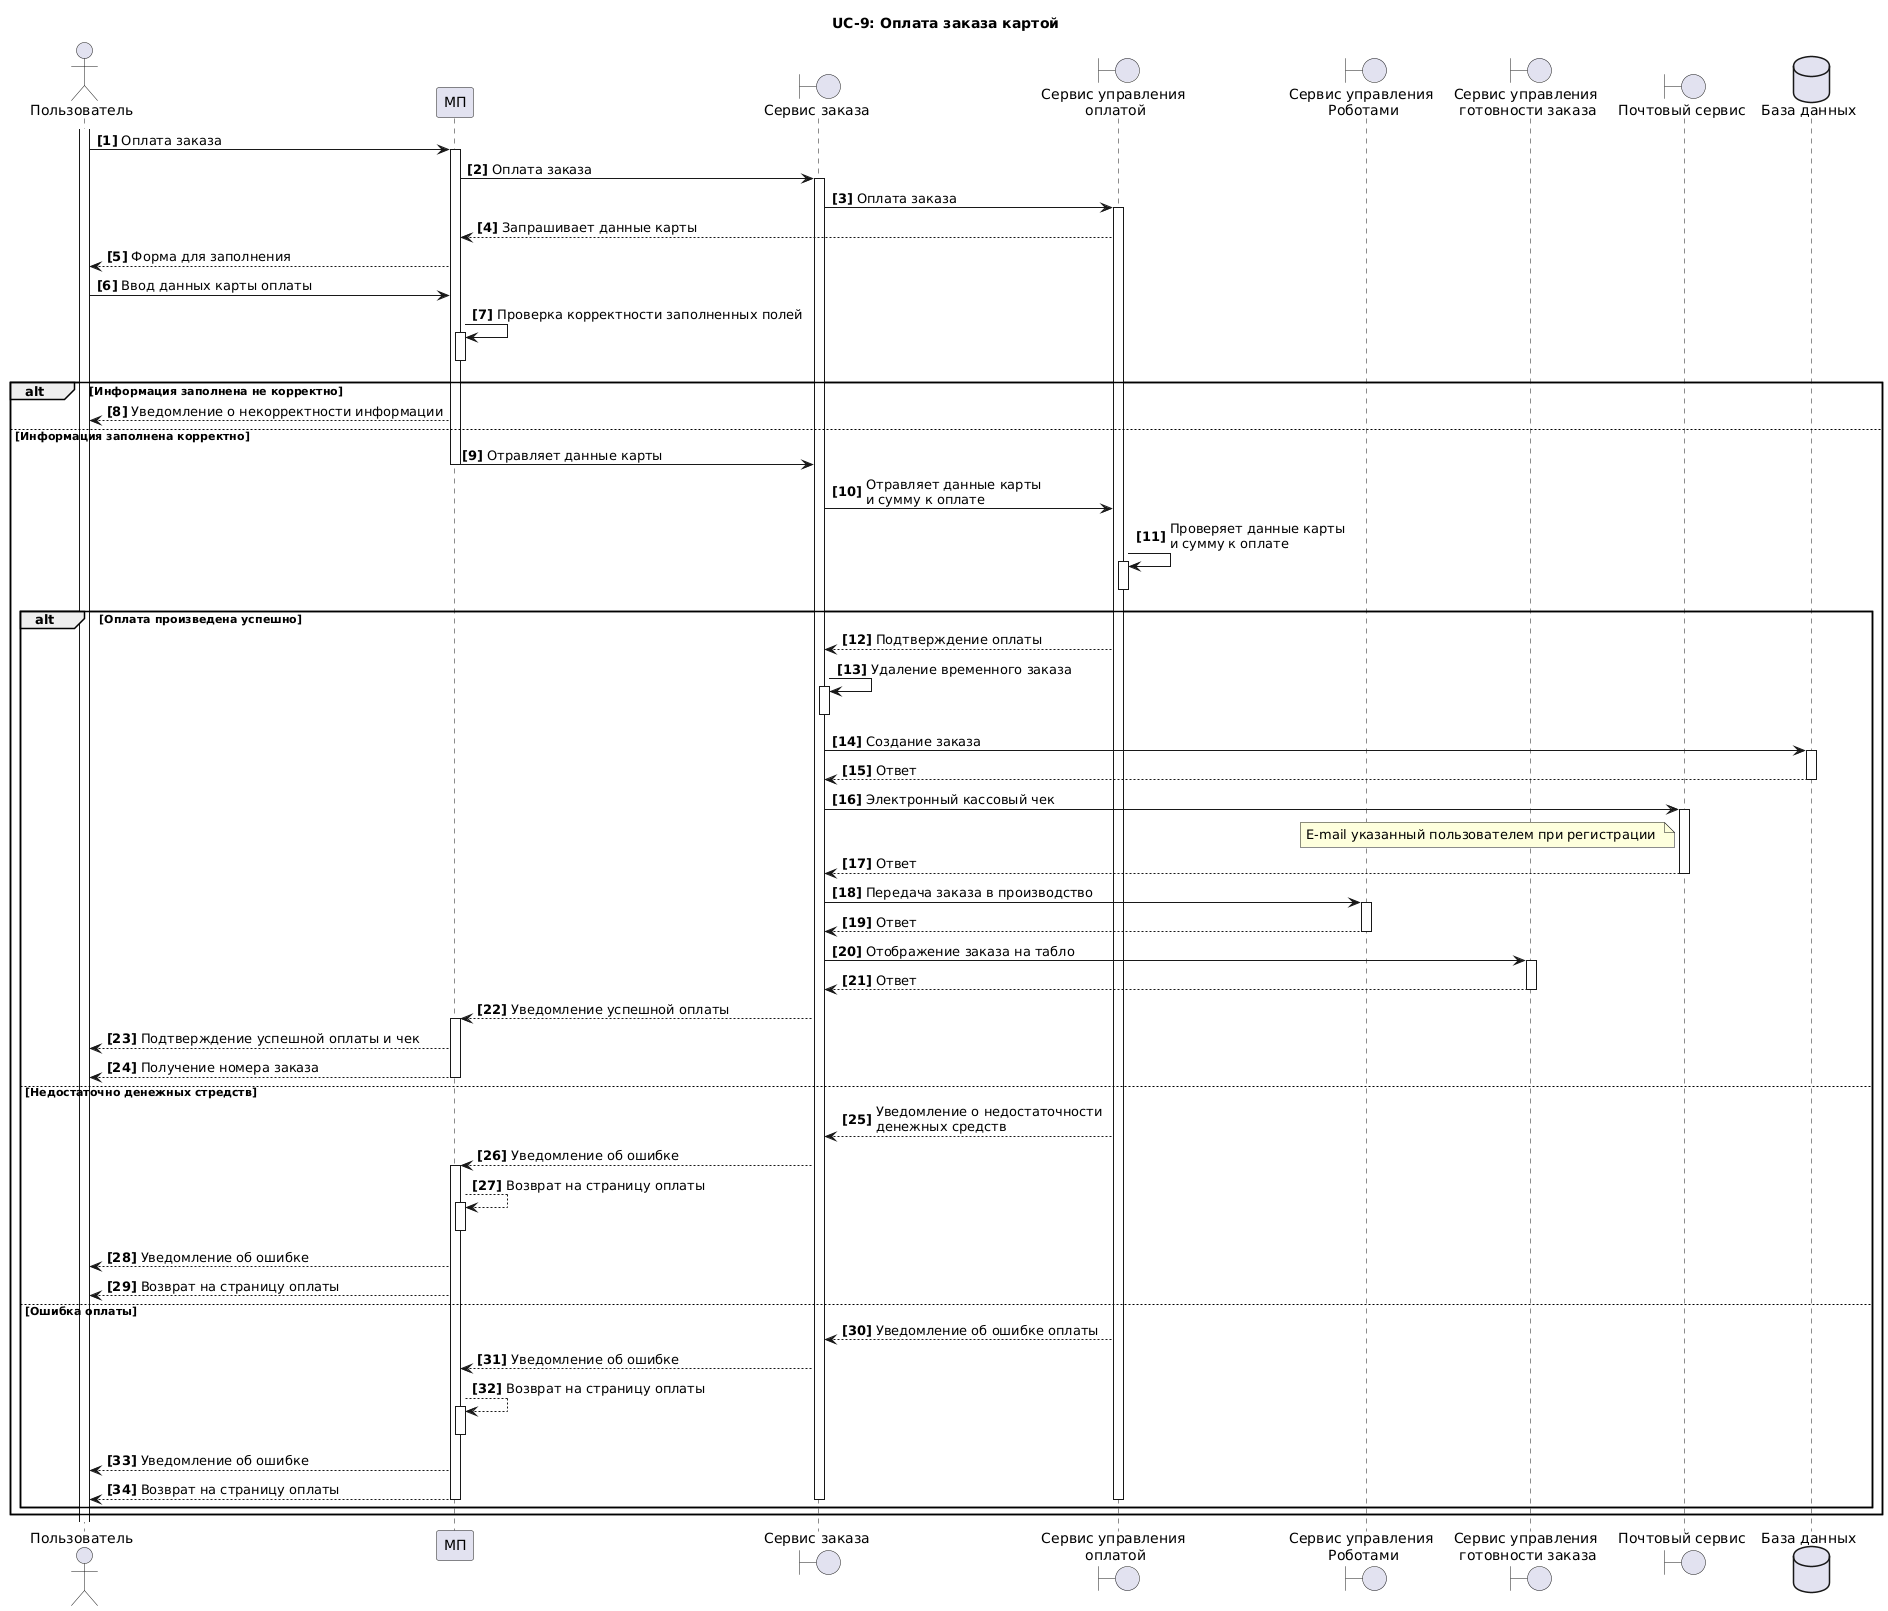 UC-9: Оплата заказа картой
Пользователь
МП
Сервис заказа
Сервис управления
оплатой
Сервис управления
Роботами
Сервис управления
готовности заказа
Почтовый сервис
База данных
[1] Оплата заказа
[2] Оплата заказа
[3] Оплата заказа
[4] Запрашивает данные карты
[5] Форма для заполнения
[6] Ввод данных карты оплаты
[7] Проверка корректности заполненных полей
alt [Информация заполнена не корректно]
[8] Уведомление о некорректности информации
[Информация заполнена корректно]
[9] Отравляет данные карты
[10] Отравляет данные карты
и сумму к оплате
[11] Проверяет данные карты
и сумму к оплате
alt [Оплата произведена успешно]
[12] Подтверждение оплаты
[13] Удаление временного заказа
[14] Создание заказа
[15] Ответ
[16] Электронный кассовый чек
E-mail указанный пользователем при регистрации
[17] Ответ
[18] Передача заказа в производство
[19] Ответ
[20] Отображение заказа на табло
[21] Ответ
[22] Уведомление успешной оплаты
[23] Подтверждение успешной оплаты и чек
[24] Получение номера заказа
[Недостаточно денежных стредств]
[25] Уведомление о недостаточности
денежных средств
[26] Уведомление об ошибке
[27] Возврат на страницу оплаты
[28] Уведомление об ошибке
[29] Возврат на страницу оплаты
[Ошибка оплаты]
[30] Уведомление об ошибке оплаты
[31] Уведомление об ошибке
[32] Возврат на страницу оплаты
[33] Уведомление об ошибке
[34] Возврат на страницу оплаты
Пользователь
МП
Сервис заказа
Сервис управления
оплатой
Сервис управления
Роботами
Сервис управления
готовности заказа
Почтовый сервис
База данных